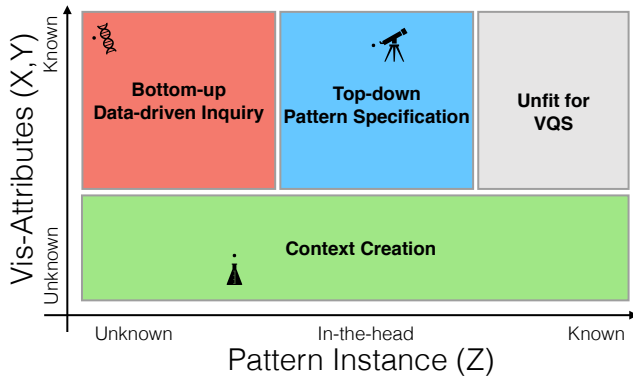 Vis-Attributes (X,Y)
Known
Unknown
Bottom-up
Data-driven Inquiry
Top-down
Pattern Specification
Unfit for
VQS
Context Creation
Unknown
In-the-head
Known
Pattern Instance (Z)